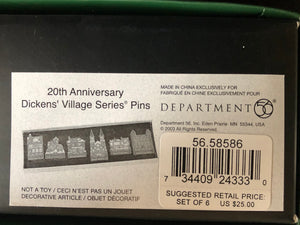 20th Anniversary
Dickens' Village Series® Pins
NOT A TOY / CECI N'EST PAS UN JOUET
DECORATIVE ARTICLE / OBJET DÉCORATIF
MADE IN CHINA EXCLUSIVELY FOR
FABRIQUÉ EN CHINE EXCLUSIVEMENT POUR
DEPARTMENT 56®
Department 56, Inc. Eden Prairie MN 55344, USA
© 2003 All Rights Reserved.
56.58586
7 34409 24333 0
SUGGESTED RETAIL PRICE:
SET OF 6 US $25.00